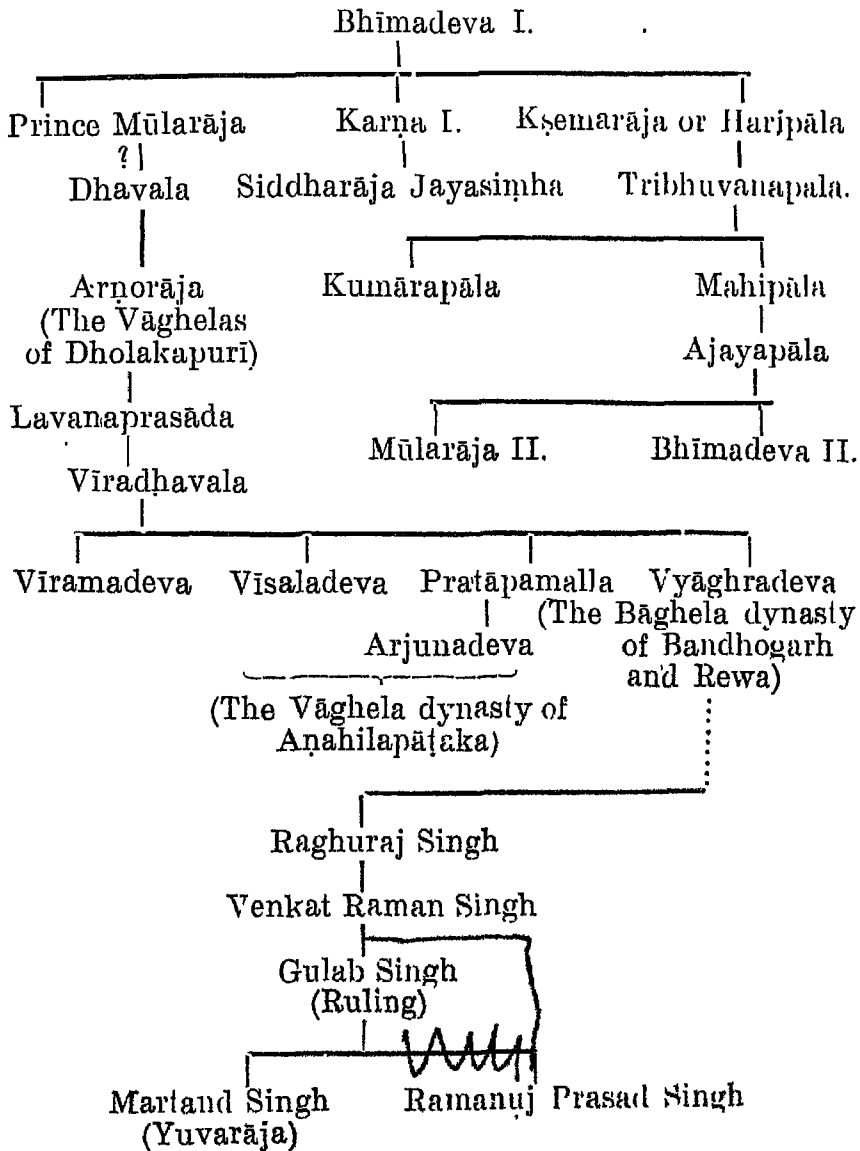 Bhīmadeva I.
Prince Mūlarāja Karṇa I. Kṣemarāja or Haripāla
?
Dhavala Siddharāja Jayasiṃha Tribhuvanapala.
Arṇorāja Kumārapāla Mahipāla
(The Vāghelas
of Dholakapurī) Ajayapāla
Lavanaprasāda
Mūlarāja II. Bhīmadeva II.
Vīradhavala
Vīramadeva Vīsaladeva Pratāpamalla Vyāghradeva
(The Bāghela dynasty
Arjunadeva of Bandhogarh
and Rewa)
(The Vāghela dynasty of
Aṇahilapāṭaka)
Raghuraj Singh
Venkat Raman Singh
Gulab Singh
(Ruling)
Martand Singh Ramanuj Prasad Singh
(Yuvarāja)